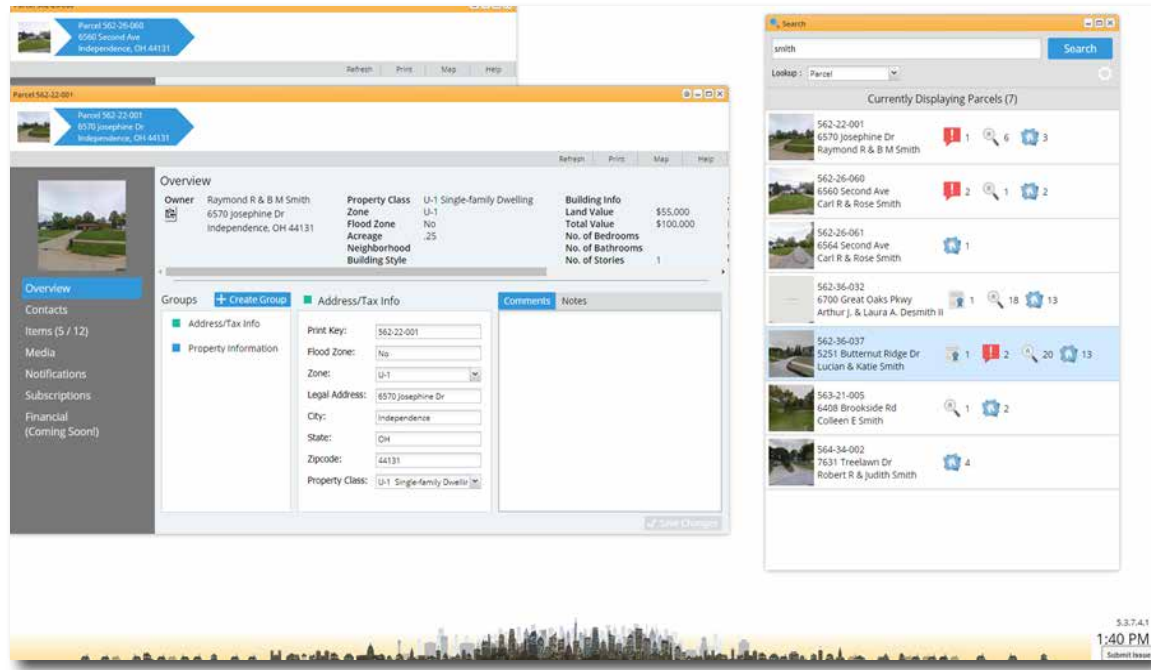 Parcel 562-26-060
6560 Second Ave
Independence, OH 44131
Refresh Print Map Help
Parcel 562-22-001
Parcel 562-22-001
6570 Josephine Dr
Independence, OH 44131
Refresh Print Map Help
Overview
Owner Raymond R & B M Smith
6570 Josephine Dr
Independence, OH 44131
Property Class U-1 Single-family Dwelling
Zone U-1
Flood Zone No
Acreage .25
Neighborhood
Building Style
Building Info
Land Value $55,000
Total Value $100,000
No. of Bedrooms
No. of Bathrooms
No. of Stories 1
Overview
Contacts
Items (5 / 12)
Media
Notifications
Subscriptions
Financial
(Coming Soon!)
Groups + Create Group
Address/Tax Info
Property Information
Address/Tax Info
Print Key: 562-22-001
Flood Zone: No
Zone: U-1
Legal Address: 6570 Josephine Dr
City: Independence
State: OH
Zipcode: 44131
Property Class: U-1 Single-family Dwellin
Comments Notes
Save Changes
Search
smith Search
Lookup : Parcel
Currently Displaying Parcels (7)
562-22-001
6570 Josephine Dr
Raymond R & B M Smith
1 6 3
562-26-060
6560 Second Ave
Carl R & Rose Smith
2 1 2
562-26-061
6564 Second Ave
Carl R & Rose Smith
1
562-36-032
6700 Great Oaks Pkwy
Arthur J. & Laura A. Desmith II
1 18 13
562-36-037
5251 Butternut Ridge Dr
Lucian & Katie Smith
1 2 20 13
563-21-005
6408 Brookside Rd
Colleen E Smith
1 2
564-34-002
7631 Treelawn Dr
Robert R & Judith Smith
4
5.3.7.4.1
1:40 PM
Submit Issue